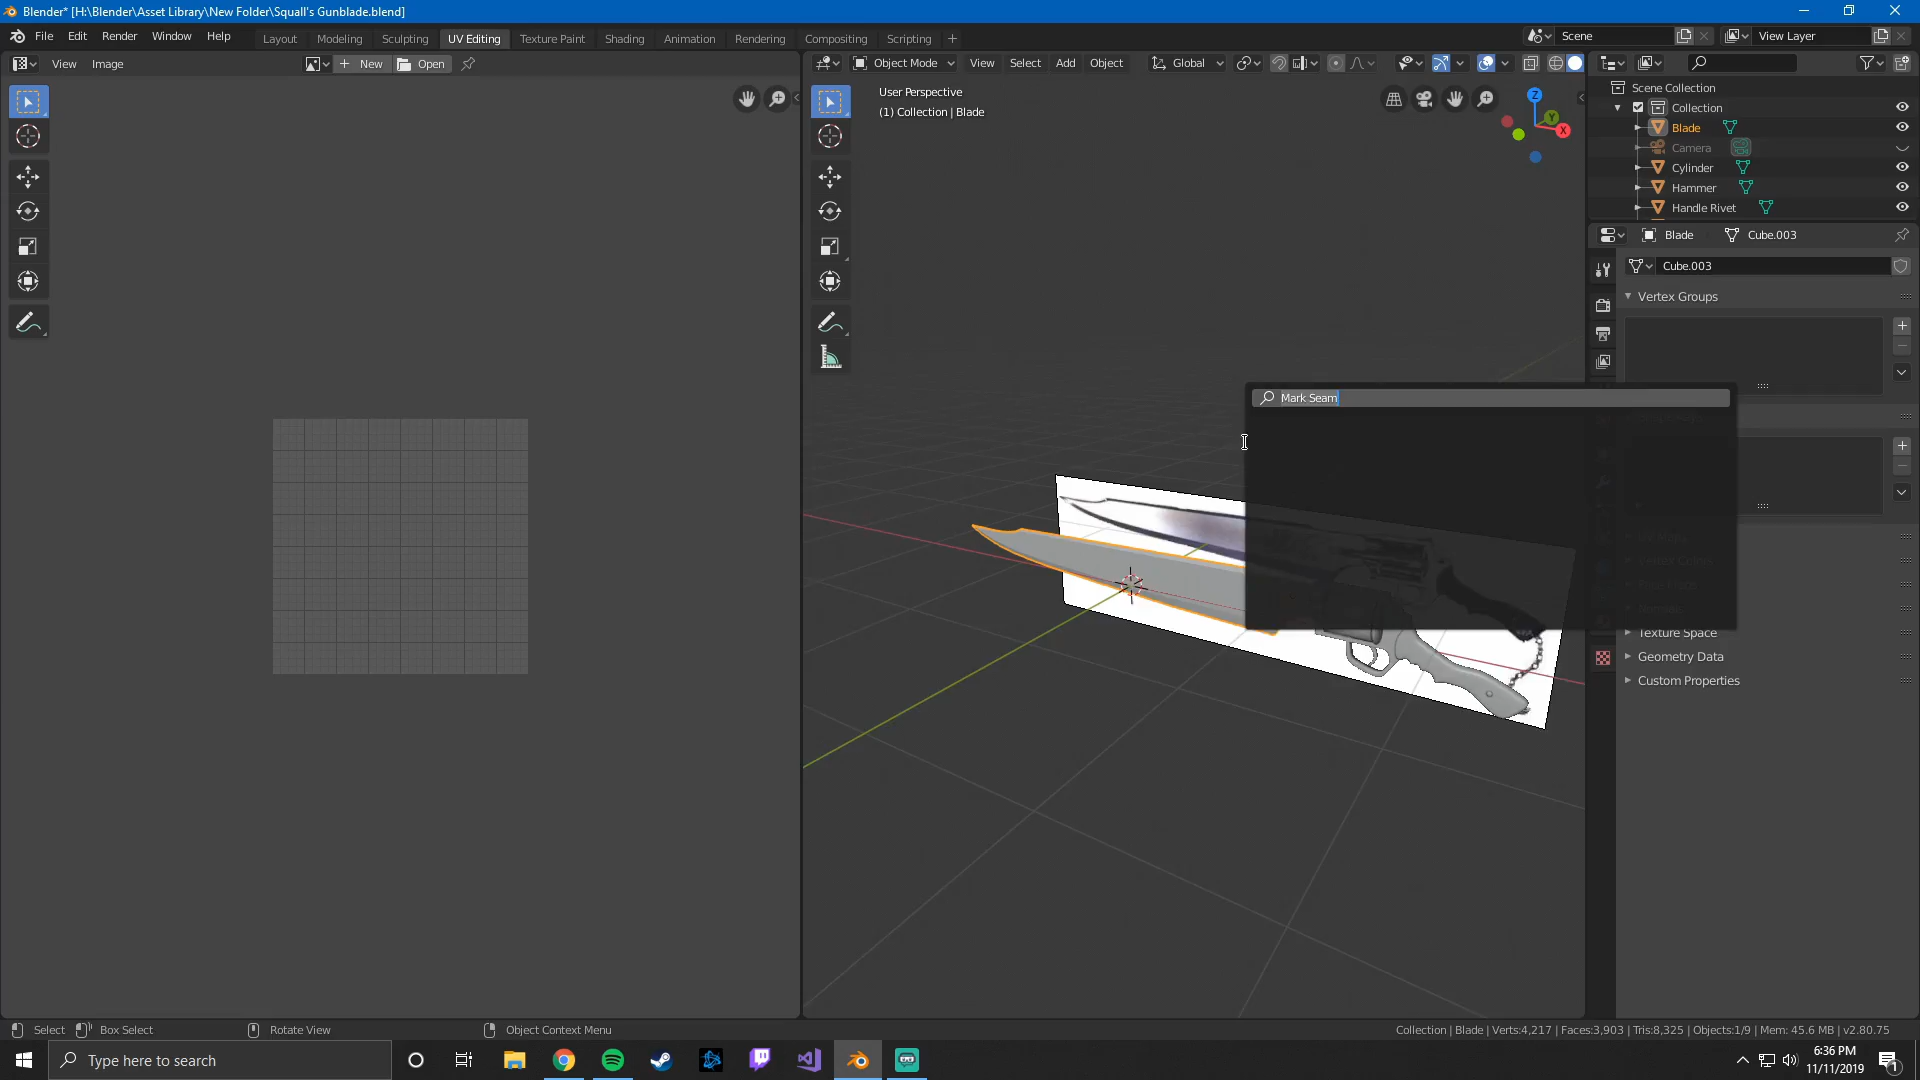 Blender* [H:\Blender\Asset Library\New Folder\Squall's Gunblade.blend]
File Edit Render Window Help Layout Modeling Sculpting UV Editing Texture Paint Shading Animation Rendering Compositing Scripting + Scene View Layer
View Image + New Open Object Mode View Select Add Object Global
User Perspective
(1) Collection | Blade
Scene Collection
Collection
Blade
Camera
Cylinder
Hammer
Handle Rivet
Blade Cube.003
Cube.003
Vertex Groups
Mark Seam
Texture Space
Geometry Data
Custom Properties
Z
Y
X
Select Box Select Rotate View Object Context Menu Collection | Blade | Verts:4,217 | Faces:3,903 | Tris:8,325 | Objects:1/9 | Mem: 45.6 MB | v2.80.75
Type here to search
6:36 PM
11/11/2019
1